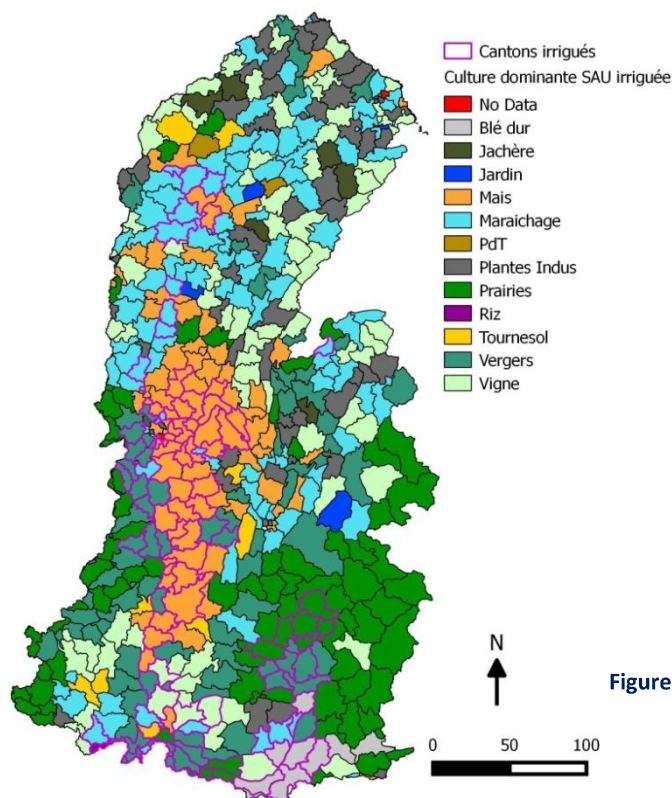 Cantons irrigués
Culture dominante SAU irriguée
No Data
Blé dur
Jachère
Jardin
Mais
Maraichage
PdT
Plantes Indus
Prairies
Riz
Tournesol
Vergers
Vigne
N
Figure
0 50 100